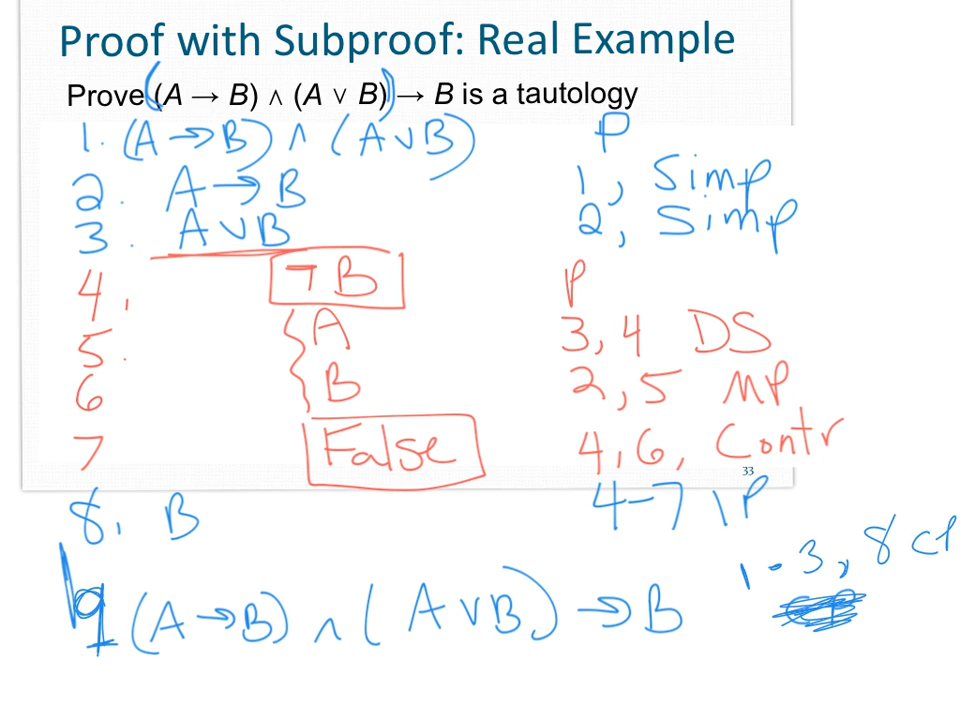 Proof with Subproof: Real Example
Prove ((A → B) ∧ (A ∨ B)) → B is a tautology
1. (A → B) ∧ (A ∨ B) P
2. A → B 1, Simp
3. A ∨ B 2, Simp
4. ¬B P
5. A 3, 4 DS
6 B 2, 5 MP
7 False 4, 6, Contr
33
8. B 4-7 IP
9 (A → B) ∧ (A ∨ B) → B 1-3, 8 CP